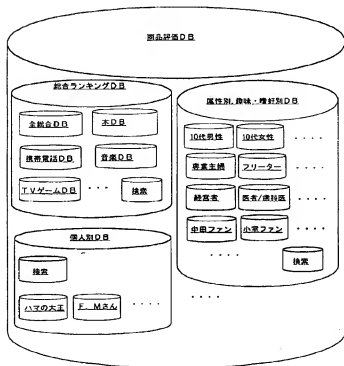 商品評価DB
総合ランキングDB
全総合DB
本DB
携帯電話DB
音楽DB
TVゲームDB
・・・
検索
属性別、趣味・嗜好別DB
10代男性
10代女性
・・・・
専業主婦
フリーター
・・・・
経営者
医者/歯科医
・・・・
中田ファン
小室ファン
・・・・
・・・・
検索
個人別DB
検索
ハマの大王
F．Mさん
・・・・
・・・・